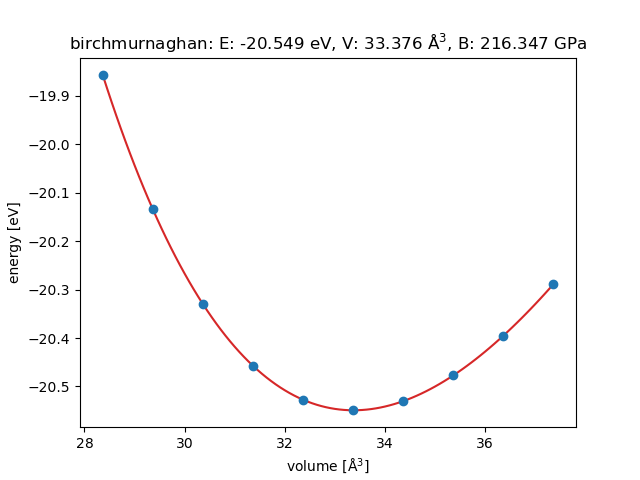 birchmurnaghan: E: -20.549 eV, V: 33.376 Å³, B: 216.347 GPa
−19.9
−20.0
−20.1
−20.2
−20.3
−20.4
−20.5
energy [eV]
28 30 32 34 36
volume [Å³]